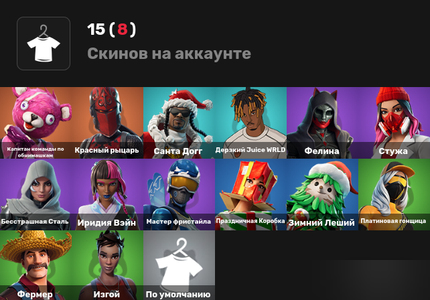 15 (8)
Скинов на аккаунте
Капитан команды по
обнимашкам
Красный рыцарь
Санта Догг
Дерзкий Juice WRLD
Фелина
Стужа
Бесстрашная Сталь
Иридия Вэйн
Мастер фристайла
Праздничная Коробка
Зимний Леший
Платиновая гонщица
Фермер
Изгой
По умолчанию